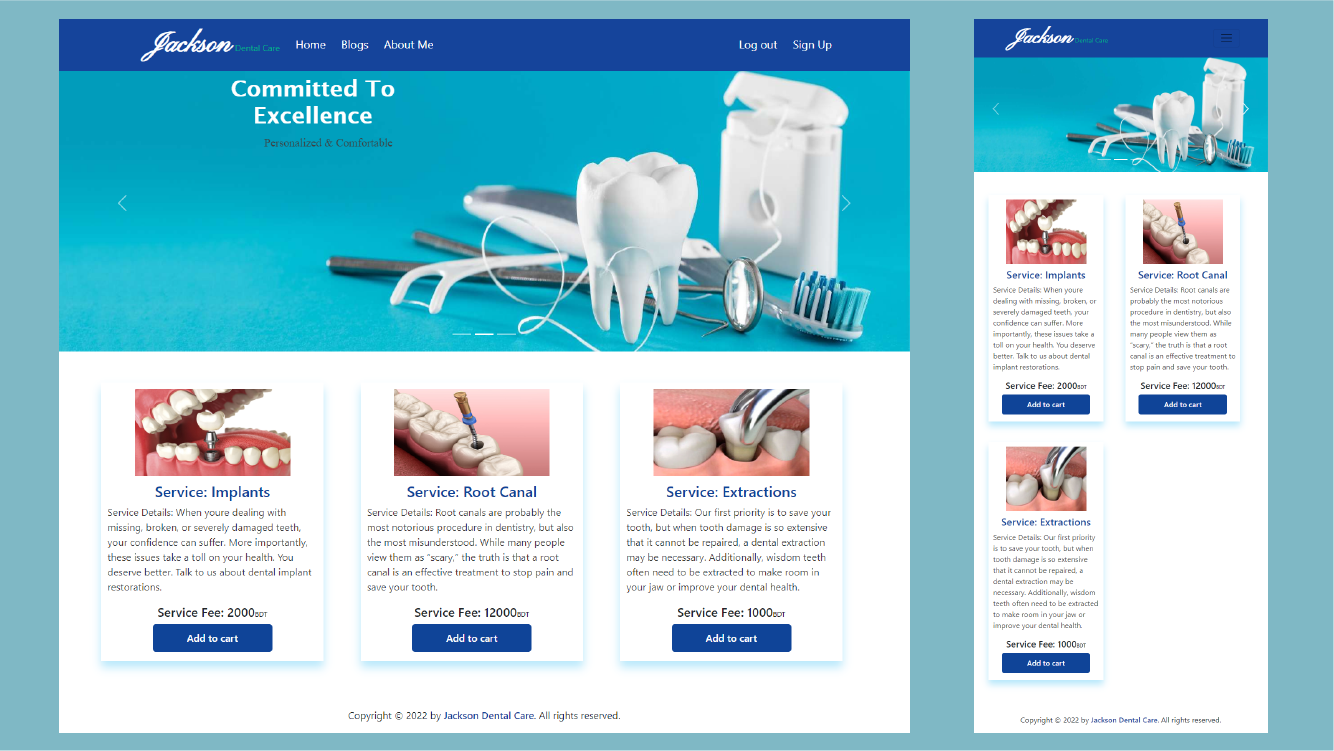 Jackson Dental Care Home Blogs About Me Log out Sign Up
Committed To
Excellence
Personalized & Comfortable
Service: Implants
Service Details: When youre dealing with
missing, broken, or severely damaged teeth,
your confidence can suffer. More importantly,
these issues take a toll on your health. You
deserve better. Talk to us about dental implant
restorations.
Service Fee: 2000BDT
Add to cart
Service: Root Canal
Service Details: Root canals are probably the
most notorious procedure in dentistry, but also
the most misunderstood. While many people
view them as "scary," the truth is that a root
canal is an effective treatment to stop pain and
save your tooth.
Service Fee: 12000BDT
Add to cart
Service: Extractions
Service Details: Our first priority is to save your
tooth, but when tooth damage is so extensive
that it cannot be repaired, a dental extraction
may be necessary. Additionally, wisdom teeth
often need to be extracted to make room in
your jaw or improve your dental health.
Service Fee: 1000BDT
Add to cart
Copyright © 2022 by Jackson Dental Care. All rights reserved.
Jackson Dental Care
Service: Implants
Service Details: When youre
dealing with missing, broken, or
severely damaged teeth, your
confidence can suffer. More
importantly, these issues take a
toll on your health. You deserve
better. Talk to us about dental
implant restorations.
Service Fee: 2000BDT
Add to cart
Service: Root Canal
Service Details: Root canals are
probably the most notorious
procedure in dentistry, but also
the most misunderstood. While
many people view them as
"scary," the truth is that a root
canal is an effective treatment to
stop pain and save your tooth.
Service Fee: 12000BDT
Add to cart
Service: Extractions
Service Details: Our first priority
is to save your tooth, but when
tooth damage is so extensive
that it cannot be repaired, a
dental extraction may be
necessary. Additionally, wisdom
teeth often need to be extracted
to make room in your jaw or
improve your dental health.
Service Fee: 1000BDT
Add to cart
Copyright © 2022 by Jackson Dental Care. All rights reserved.